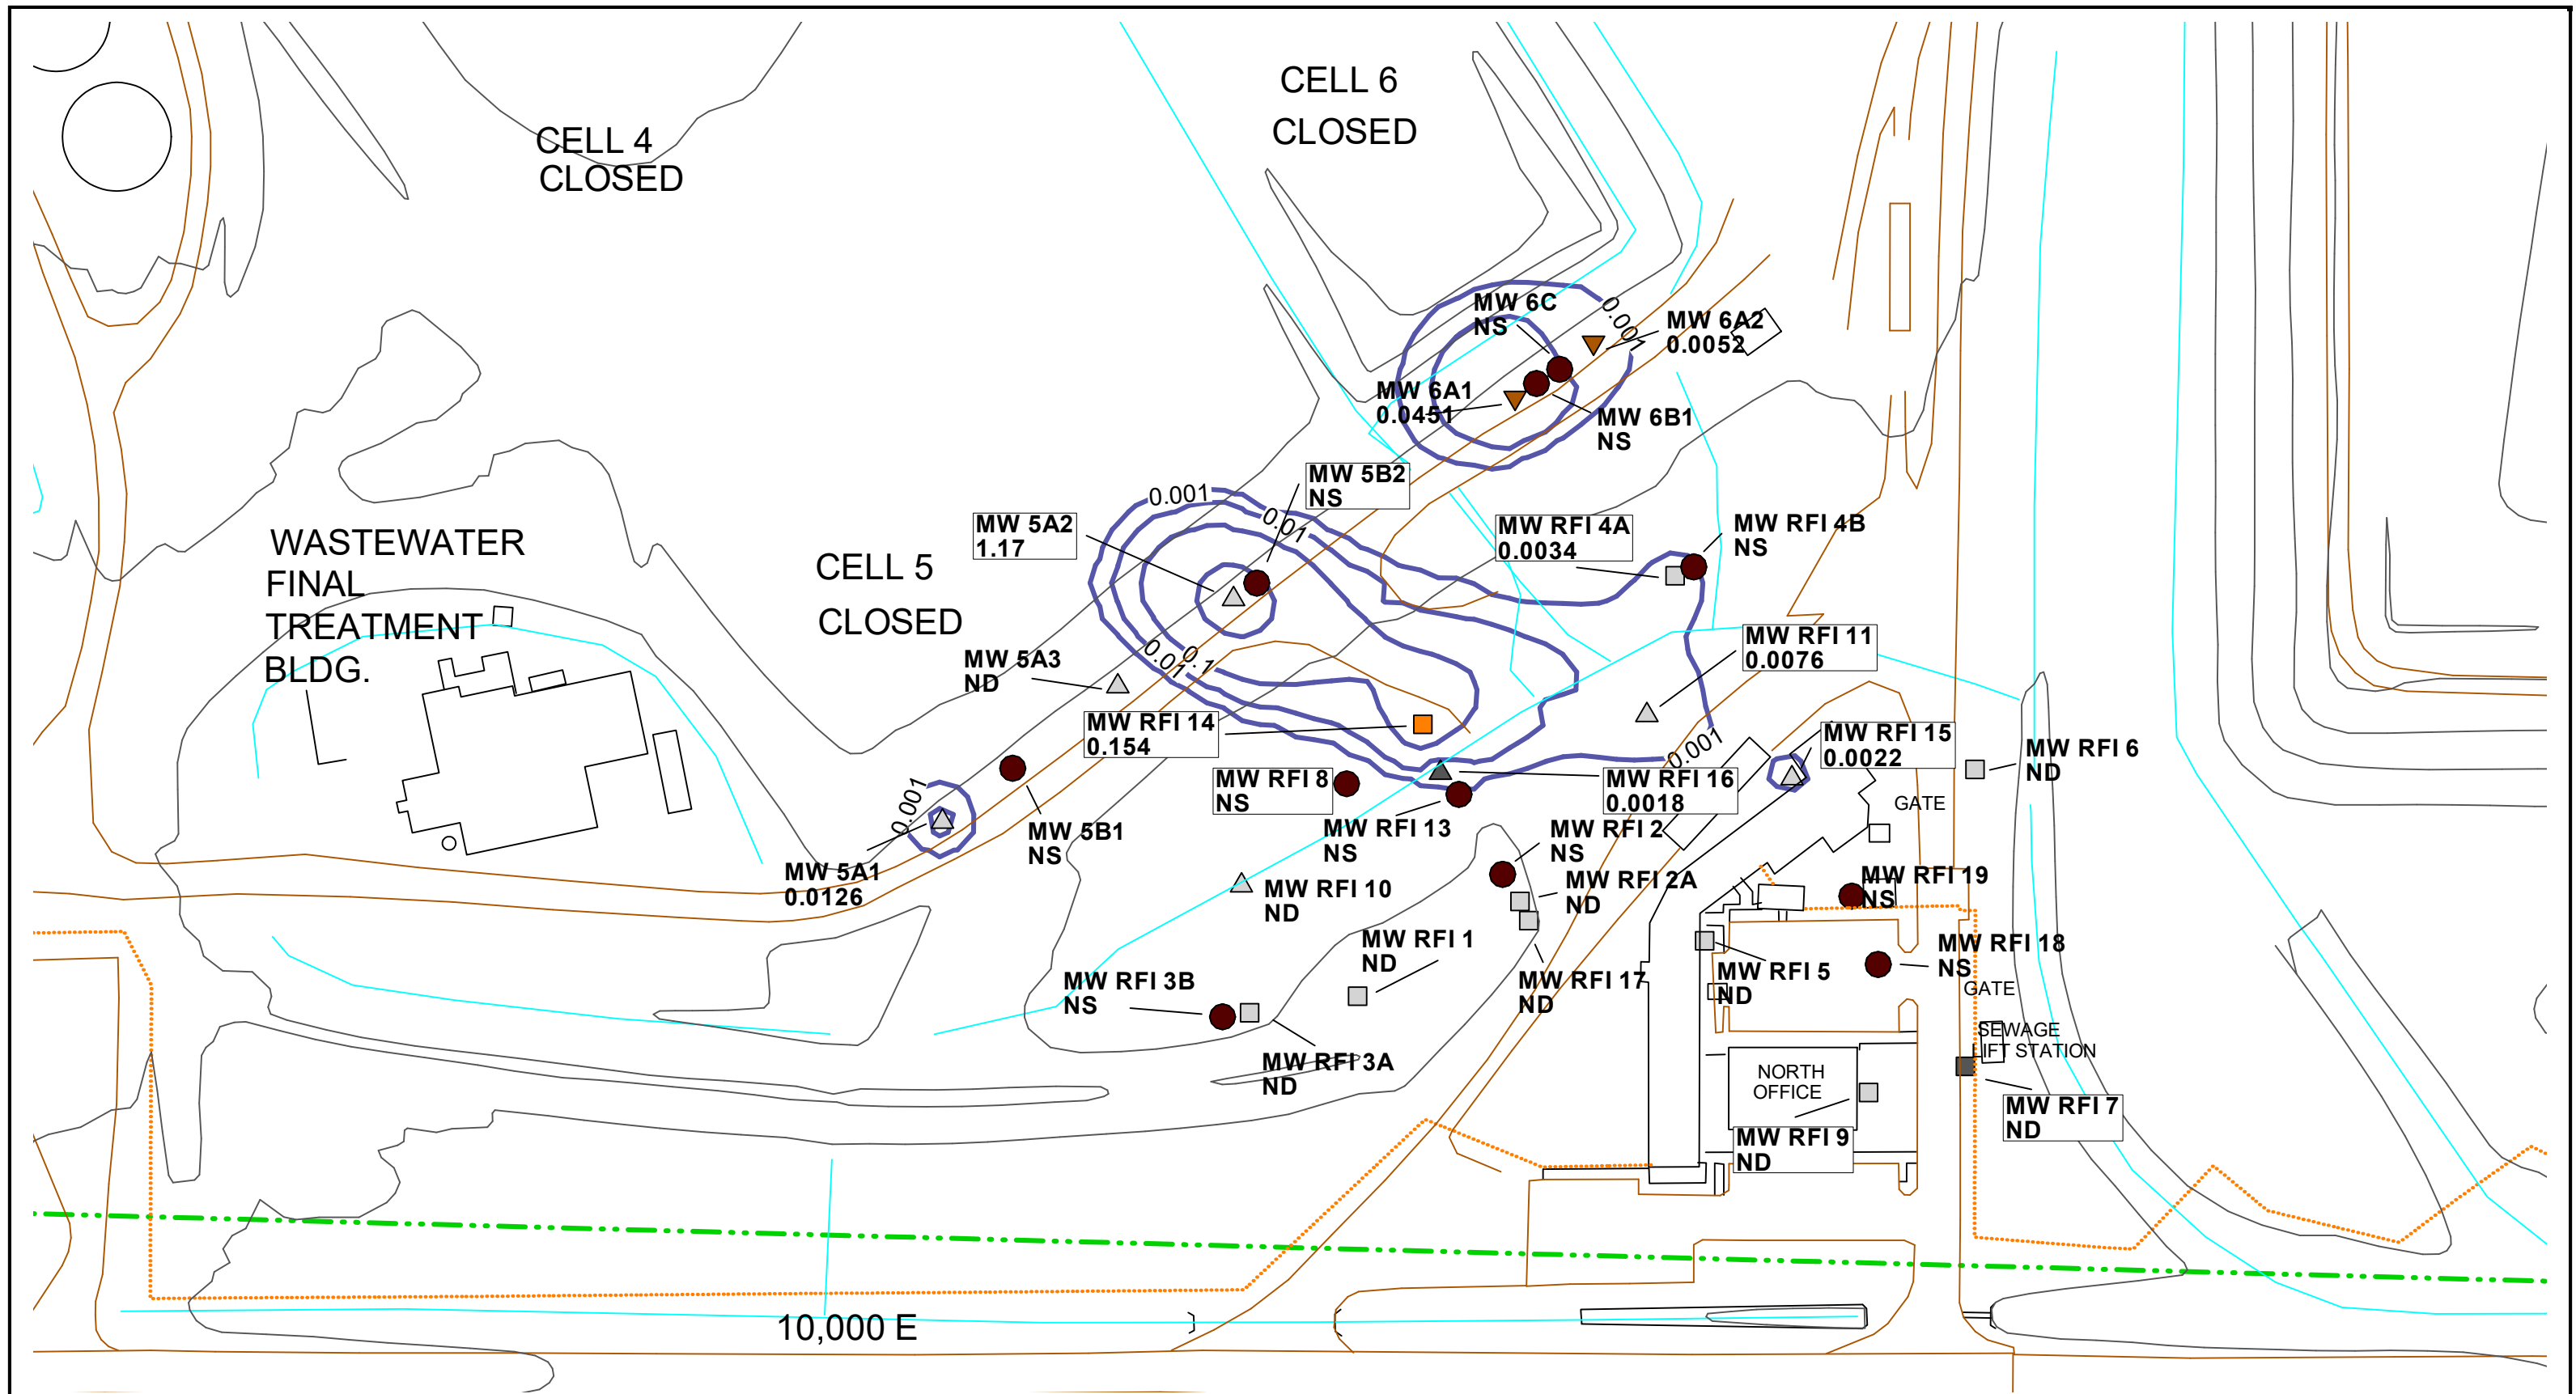 CELL 6
CLOSED
CELL 4
CLOSED
MW 6C
NS
0.001
MW 6A2
0.0052
MW 6A1
0.0451
MW 6B1
NS
MW 5B2
NS
0.001
0.01
MW 5A2
1.17
MW RFI 4A
0.0034
MW RFI 4B
NS
WASTEWATER
FINAL
TREATMENT
BLDG.
CELL 5
CLOSED
MW RFI 11
0.0076
0.01
0.1
MW 5A3
ND
MW RFI 14
0.154
0.001
MW RFI 15
0.0022
MW RFI 6
ND
MW RFI 8
NS
MW RFI 16
0.0018
0.001
GATE
MW 5B1
NS
MW RFI 13
NS
MW RFI 2
NS
MW 5A1
0.0126
MW RFI 10
ND
MW RFI 2A
ND
MW RFI 19
NS
MW RFI 1
ND
MW RFI 18
NS
MW RFI 3B
NS
MW RFI 17
ND
MW RFI 5
ND
GATE
SEWAGE
LIFT STATION
MW RFI 3A
ND
NORTH
OFFICE
MW RFI 7
ND
MW RFI 9
ND
10,000 E